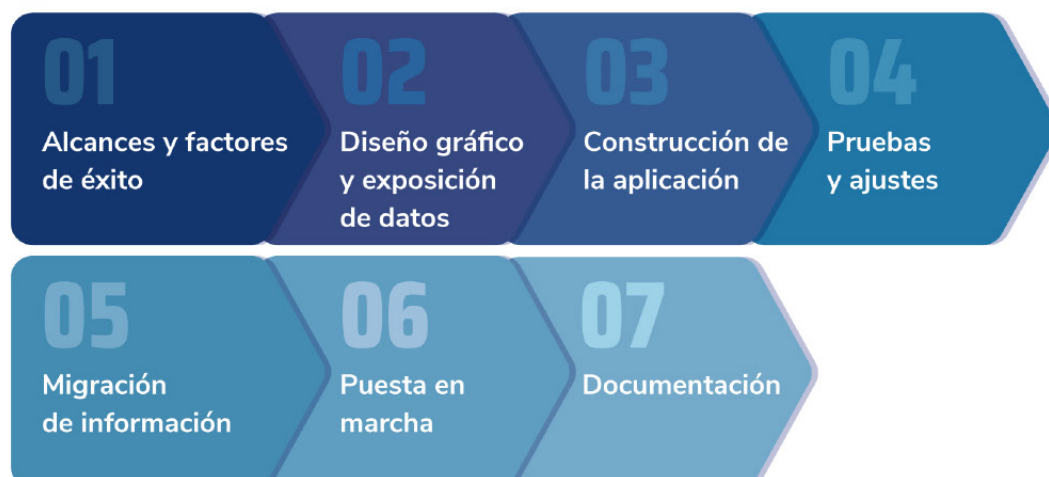 01
Alcances y factores
de éxito
02
Diseño gráfico
y exposición
de datos
03
Construcción de
la aplicación
04
Pruebas
y ajustes
05
Migración
de información
06
Puesta en
marcha
07
Documentación